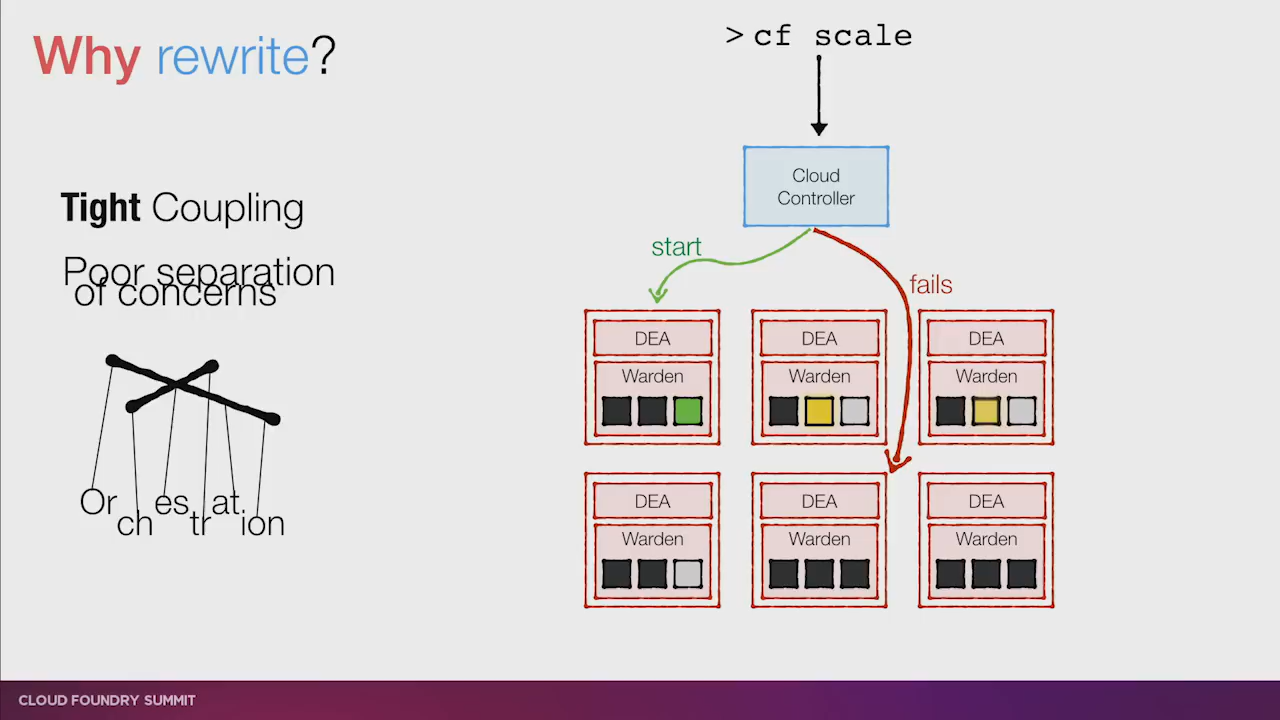 Why rewrite?
> cf scale
Cloud
Controller
Tight Coupling
Poor separation
of concerns
start
fails
DEA
Warden
DEA
Warden
DEA
Warden
Or ch es tr at ion
DEA
Warden
DEA
Warden
DEA
Warden
CLOUD FOUNDRY SUMMIT